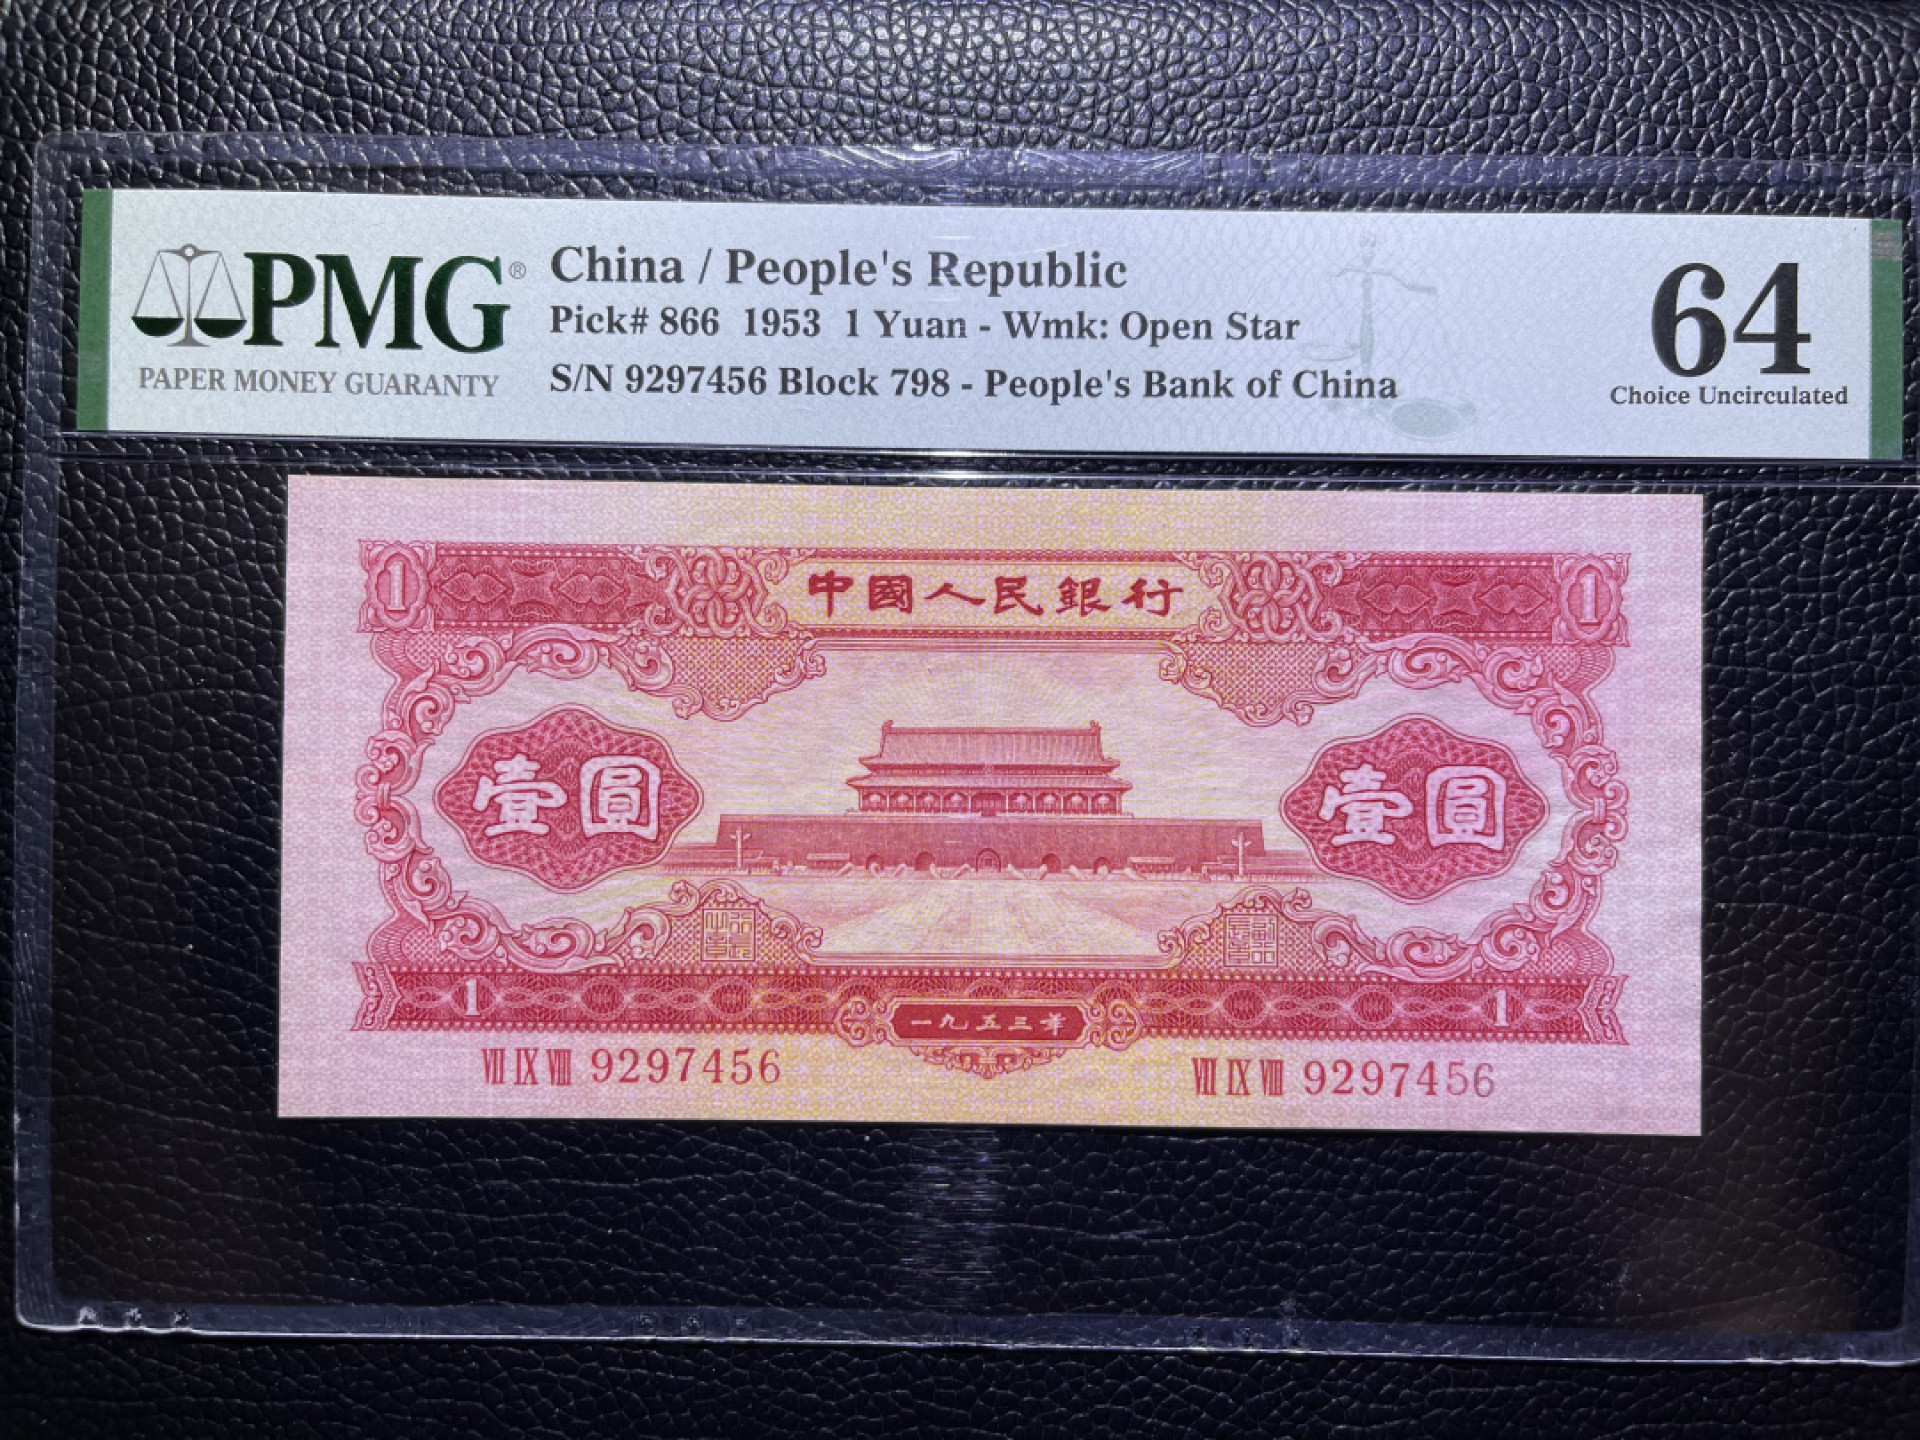 PMG®
PAPER MONEY GUARANTY
China / People's Republic
Pick# 866 1953 1 Yuan - Wmk: Open Star
S/N 9297456 Block 798 - People's Bank of China
64
Choice Uncirculated
1 中國人民銀行 1
壹圓 壹圓
1 一九五三年 1
VII IX VIII 9297456 VII IX VIII 9297456